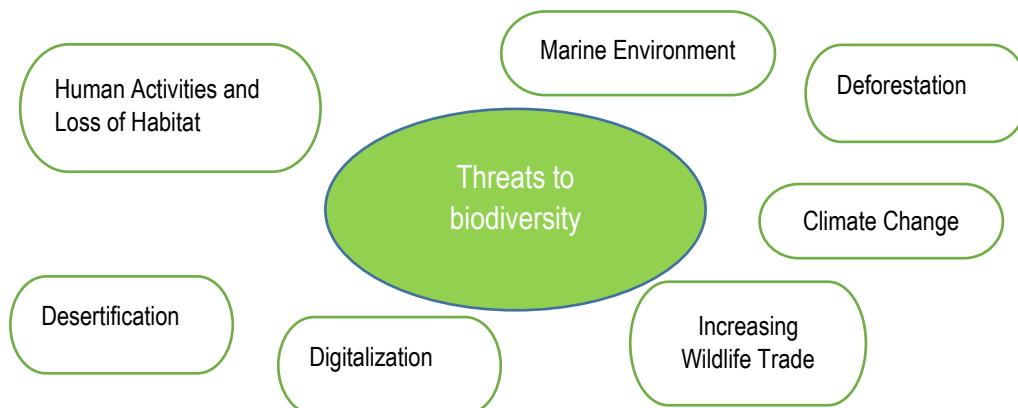 Marine Environment
Human Activities and
Loss of Habitat
Deforestation
Threats to
biodiversity
Climate Change
Desertification
Digitalization
Increasing
Wildlife Trade